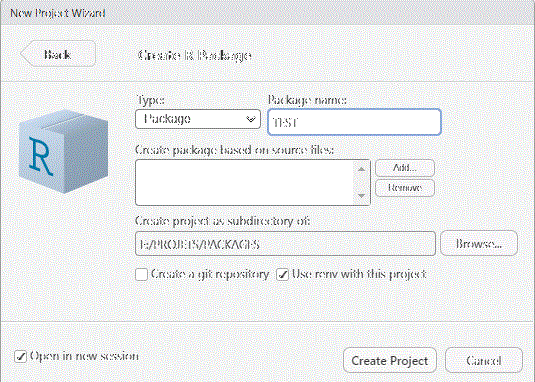 New Project Wizard
Back
Create R Package
Type:
Package name:
Package
TEST
R
Create package based on source files:
Add...
Remove
Create project as subdirectory of:
E:/PROJETS/PACKAGES
Browse...
Create a git repository
Use renv with this project
Open in new session
Create Project
Cancel